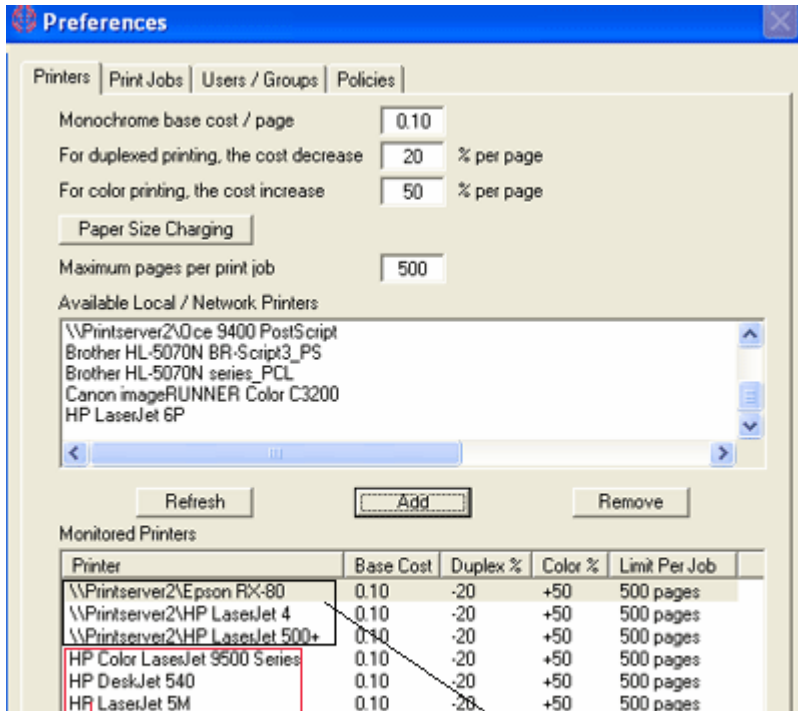 Preferences
Printers Print Jobs Users / Groups Policies
Monochrome base cost / page 0.10
For duplexed printing, the cost decrease 20 % per page
For color printing, the cost increase 50 % per page
Paper Size Charging
Maximum pages per print job 500
Available Local / Network Printers
\\Printserver2\Oce 9400 PostScript
Brother HL-5070N BR-Script3_PS
Brother HL-5070N series_PCL
Canon imageRUNNER Color C3200
HP LaserJet 6P
Refresh Add Remove
Monitored Printers
Printer Base Cost Duplex % Color % Limit Per Job
\\Printserver2\Epson RX-80 0.10 -20 +50 500 pages
\\Printserver2\HP LaserJet 4 0.10 -20 +50 500 pages
\\Printserver2\HP LaserJet 500+ 0.10 -20 +50 500 pages
HP Color LaserJet 9500 Series 0.10 -20 +50 500 pages
HP DeskJet 540 0.10 -20 +50 500 pages
HP LaserJet 5M 0.10 -20 +50 500 pages